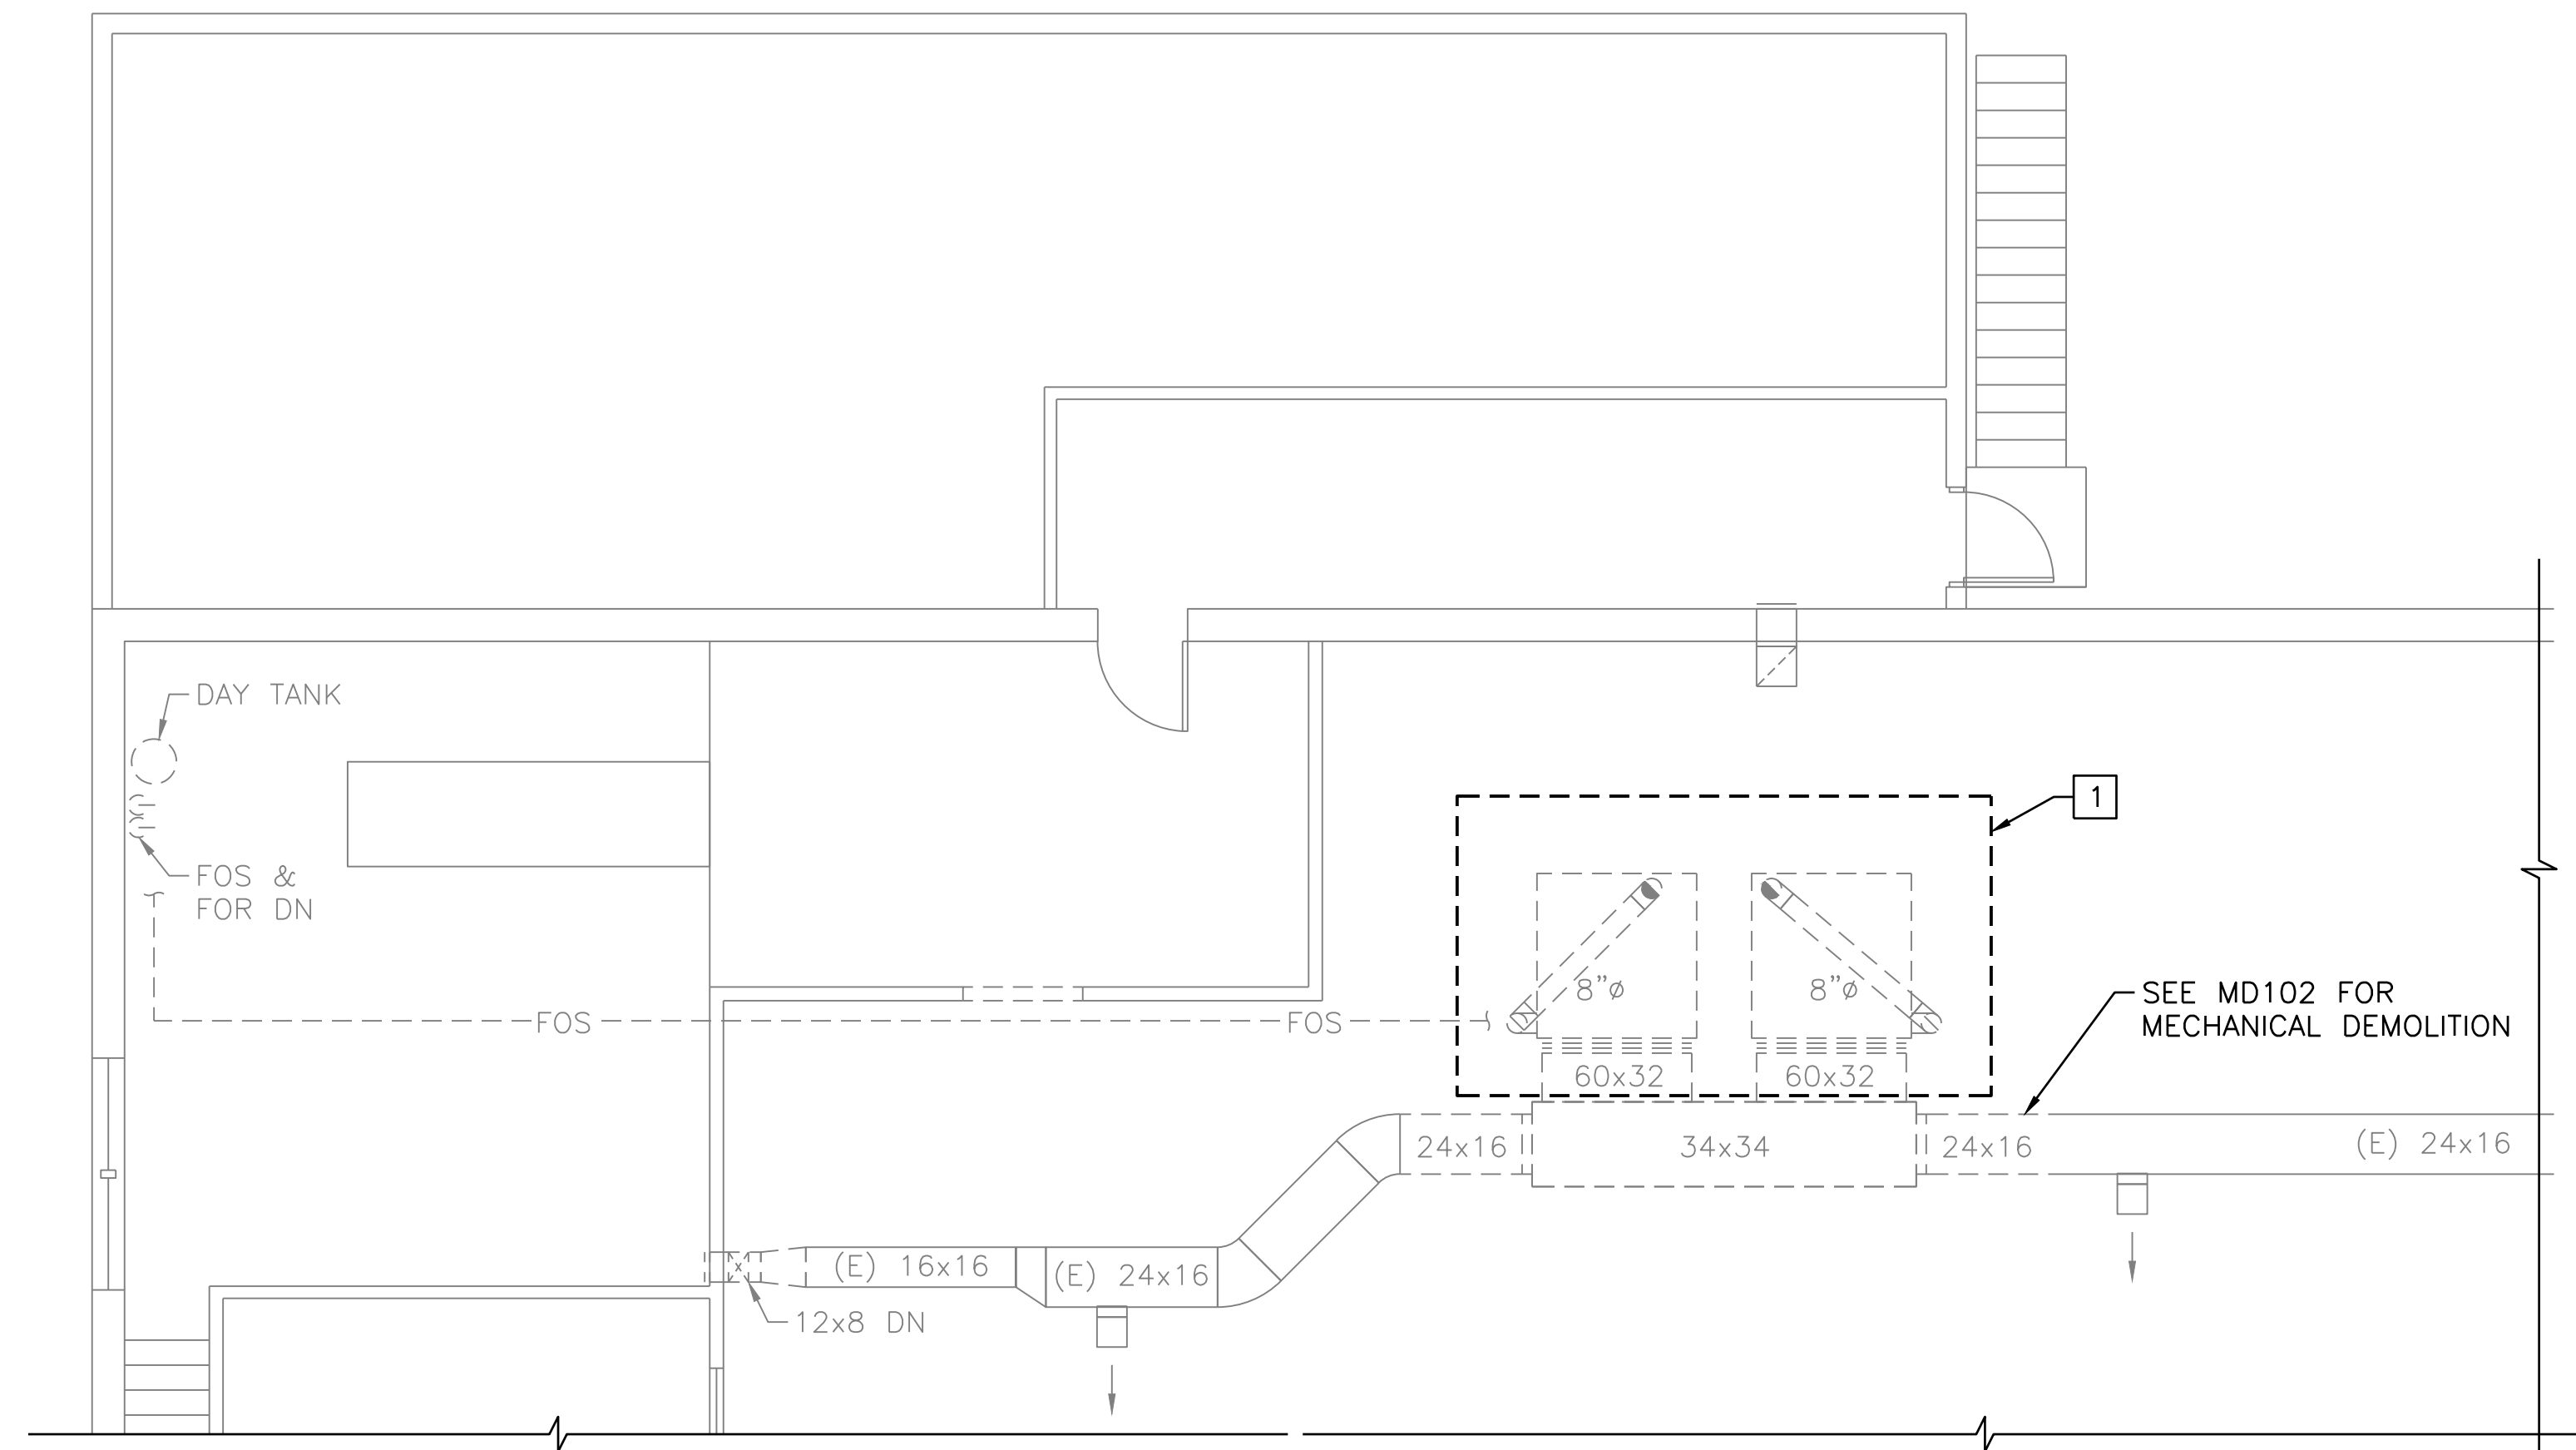 DAY TANK
1
FOS &
FOR DN
8"ø
8"ø
SEE MD102 FOR
MECHANICAL DEMOLITION
FOS
FOS
60x32
60x32
24x16
34x34
24x16
(E) 24x16
(E) 16x16
(E) 24x16
12x8 DN